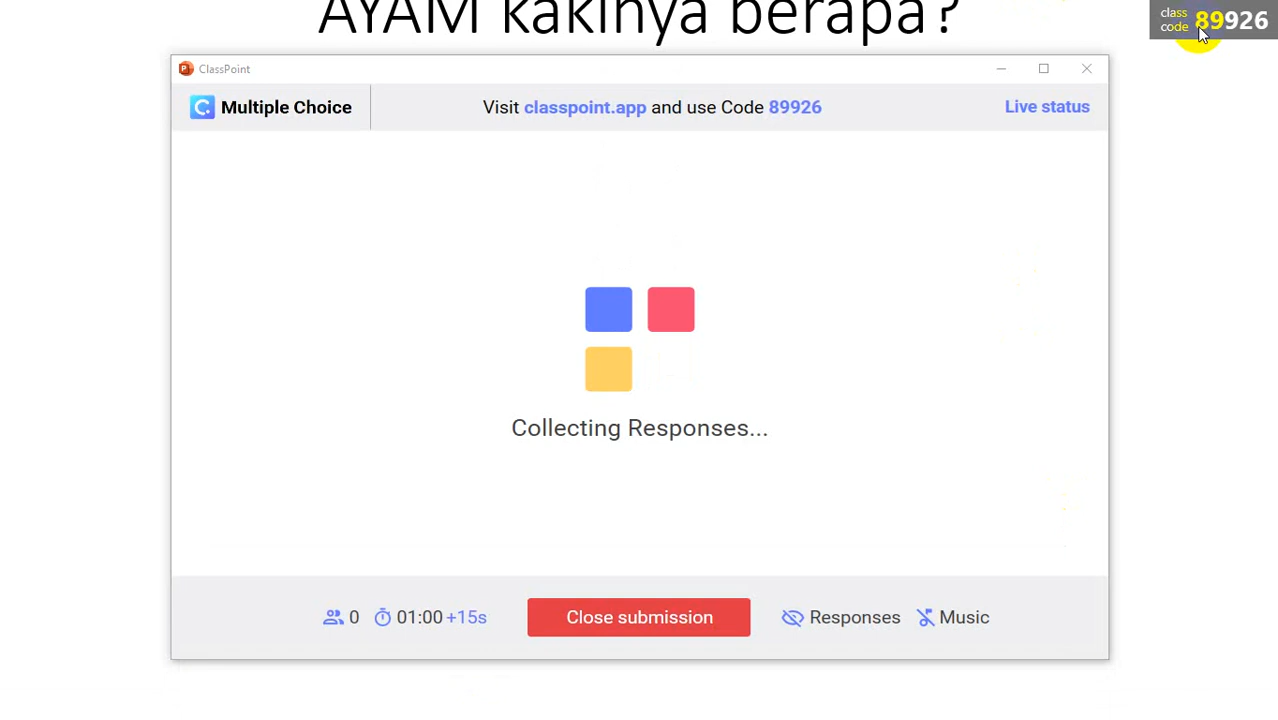 AYAM kakinya berapa?
class
code 89926
ClassPoint
Multiple Choice
Visit classpoint.app and use Code 89926
Live status
Collecting Responses...
0
01:00 +15s
Close submission
Responses
Music